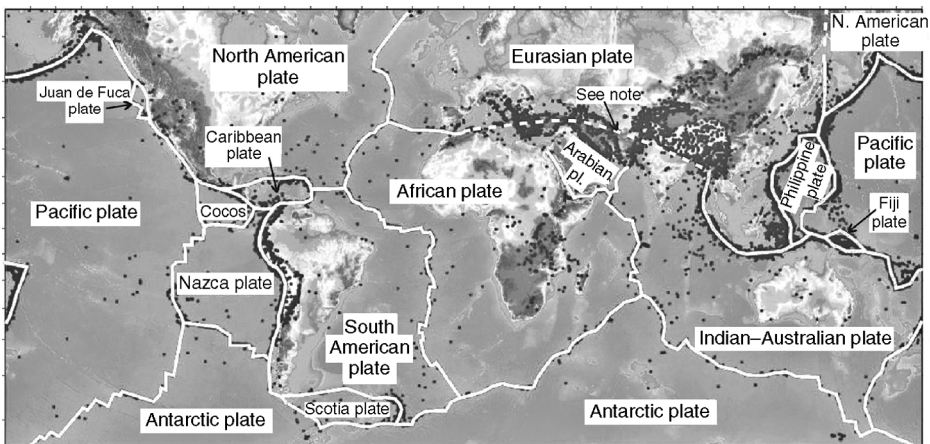 N. American
plate
North American
plate
Eurasian plate
Juan de Fuca
plate
See note
Caribbean
plate
Arabian
pl.
Philippine
plate
Pacific
plate
African plate
Pacific plate
Cocos
Fiji
plate
Nazca plate
South
American
plate
Indian–Australian plate
Scotia plate
Antarctic plate
Antarctic plate